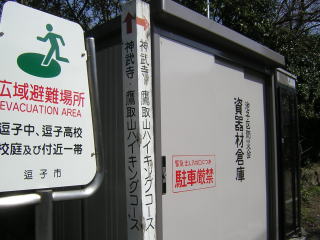 広域避難場所
EVACUATION AREA
逗子中、逗子高校
校庭及び付近一帯
逗子市
神武寺・鷹取山ハイキングコース
神武寺・鷹取山ハイキングコース
資器材倉庫
駐車厳禁